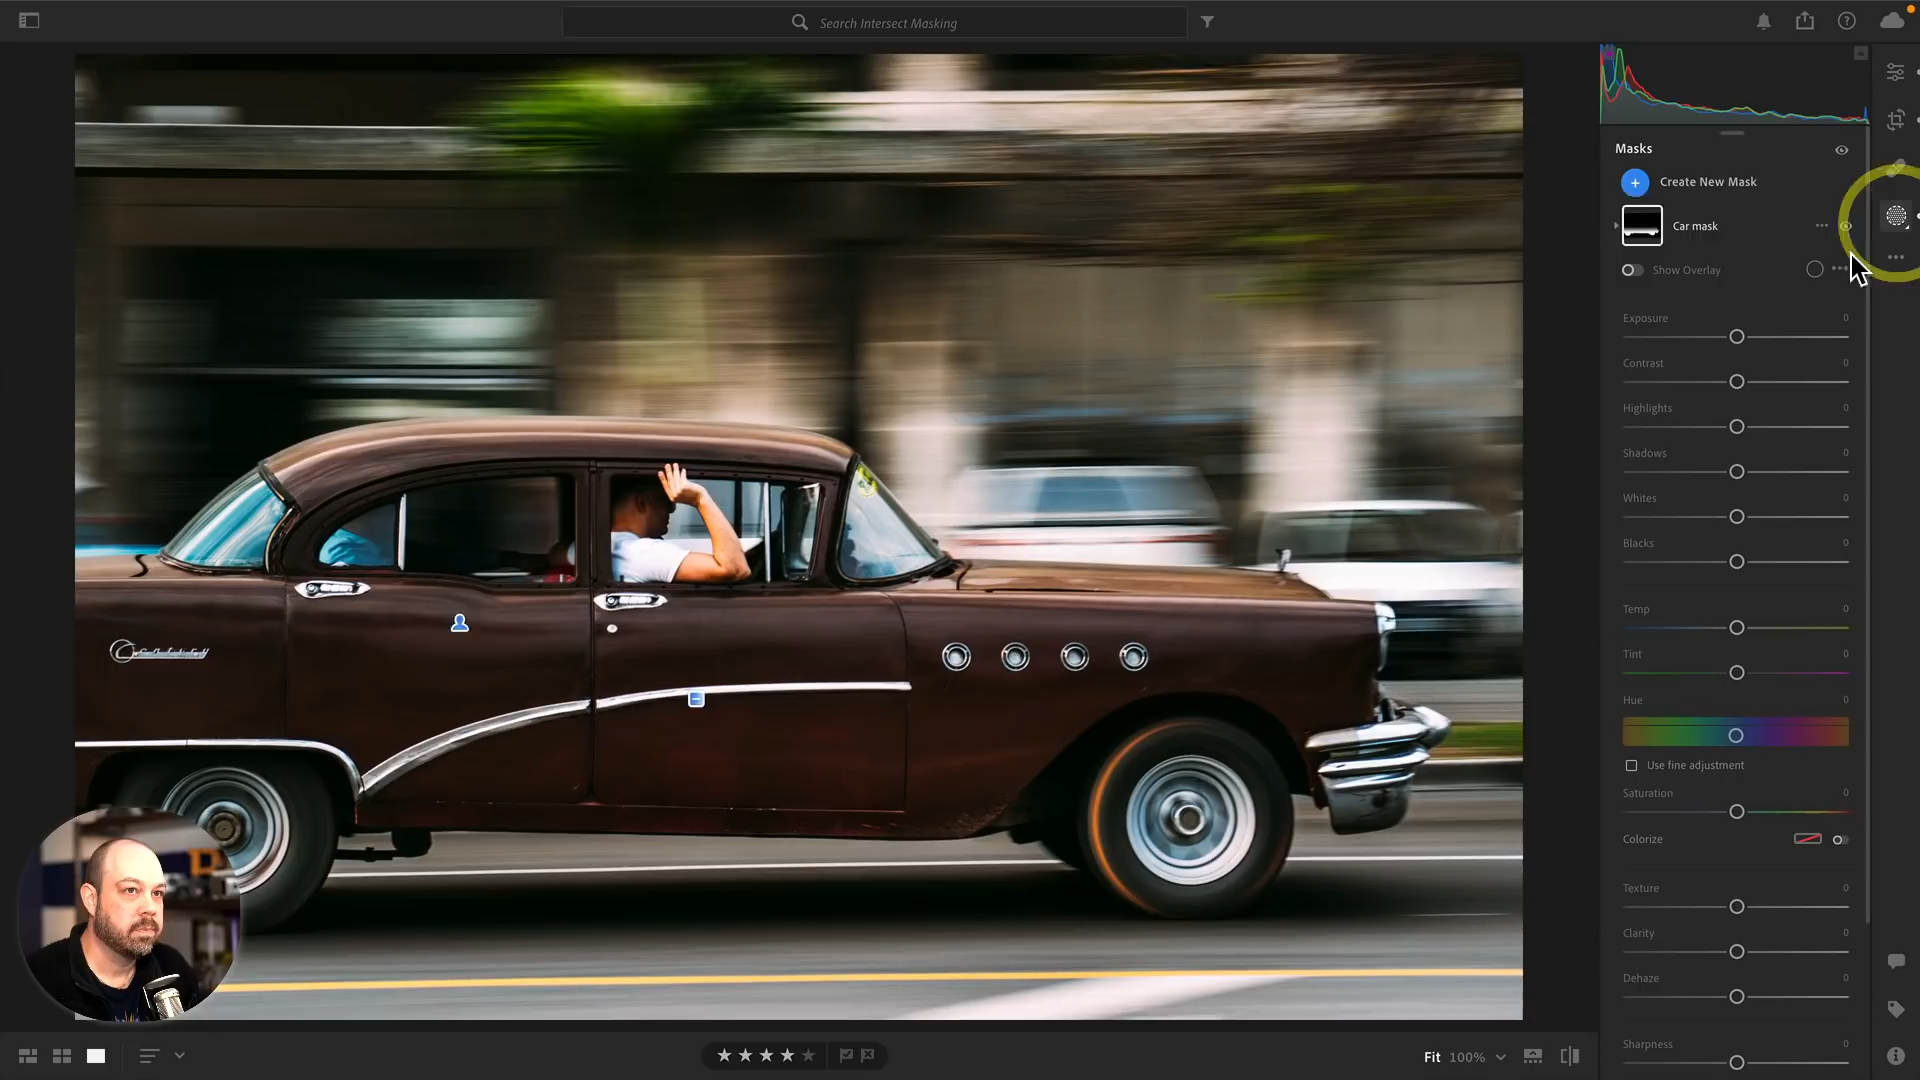 Search Intersect Masking
Masks
Create New Mask
Car mask
Show Overlay
Exposure 0
Contrast 0
Highlights 0
Shadows 0
Whites 0
Blacks 0
Temp 0
Tint 0
Hue 0
Use fine adjustment
Saturation 0
Colorize
Texture 0
Clarity 0
Dehaze 0
Sharpness 0
Century
Fit 100%